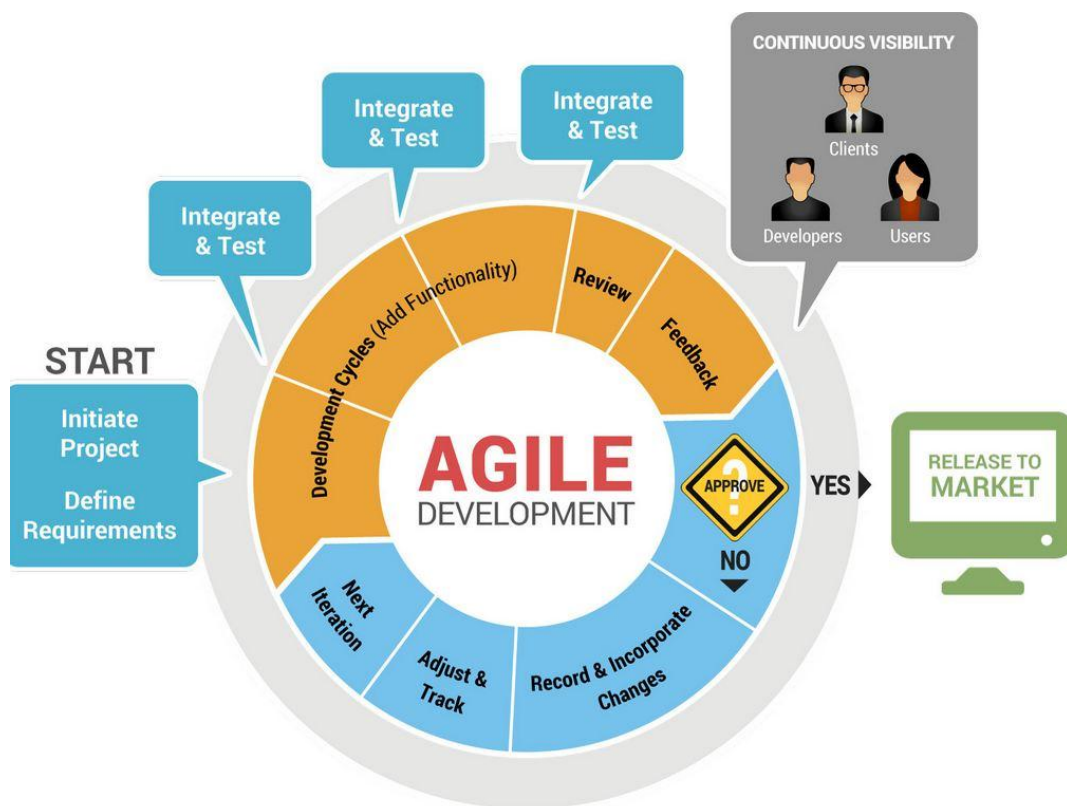 CONTINUOUS VISIBILITY
Clients
Developers
Users
Integrate
& Test
Integrate
& Test
Integrate
& Test
START
Initiate
Project
Define
Requirements
Development Cycles (Add Functionality)
Review
Feedback
AGILE
DEVELOPMENT
?
APPROVE
YES
NO
RELEASE TO
MARKET
Record & Incorporate
Changes
Adjust &
Track
Next
Iteration